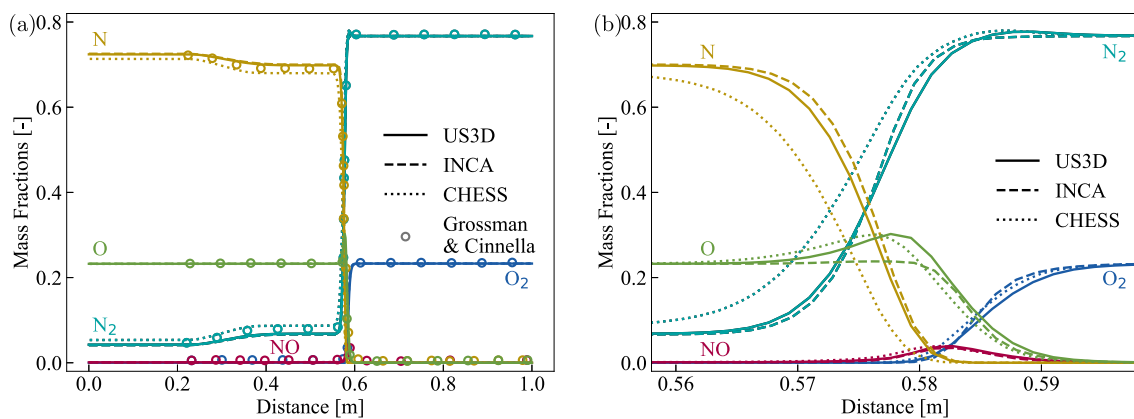 (a)
0.8
0.6
0.4
0.2
0.0
Mass Fractions [-]
N
O
N₂
NO
O₂
US3D
INCA
CHESS
Grossman
& Cinnella
0.0 0.2 0.4 0.6 0.8 1.0
Distance [m]
(b)
0.8
0.6
0.4
0.2
0.0
Mass Fractions [-]
N
N₂
O
O₂
NO
US3D
INCA
CHESS
0.56 0.57 0.58 0.59
Distance [m]